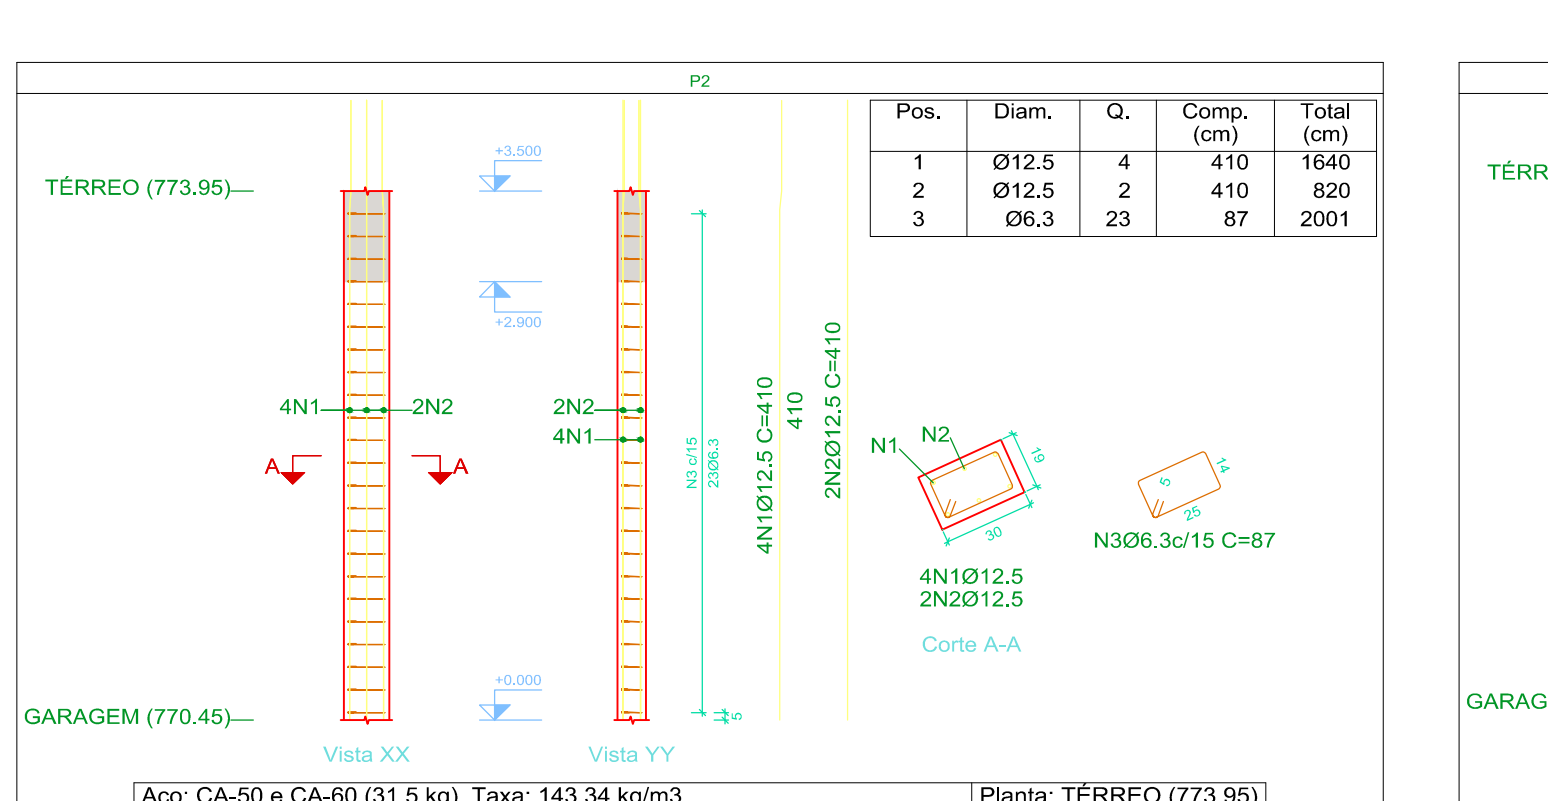 P2
Pos. Diam. Q. Comp. (cm) Total (cm)
1 Ø12.5 4 410 1640
2 Ø12.5 2 410 820
3 Ø6.3 23 87 2001
TÉRREO (773.95)
+3.500
+2.900
4N1
2N2
2N2
4N1
A
A
N3 c/15
23Ø6.3
4N1Ø12.5 C=410
410
2N2Ø12.5 C=410
N1
N2
19
30
4N1Ø12.5
2N2Ø12.5
Corte A-A
14
5
25
N3Ø6.3c/15 C=87
+0.000
5
GARAGEM (770.45)
Vista XX
Vista YY
Aço: CA-50 e CA-60 (31.5 kg) Taxa: 143.34 kg/m3
Planta: TÉRREO (773.95)
TÉRR
GARAG